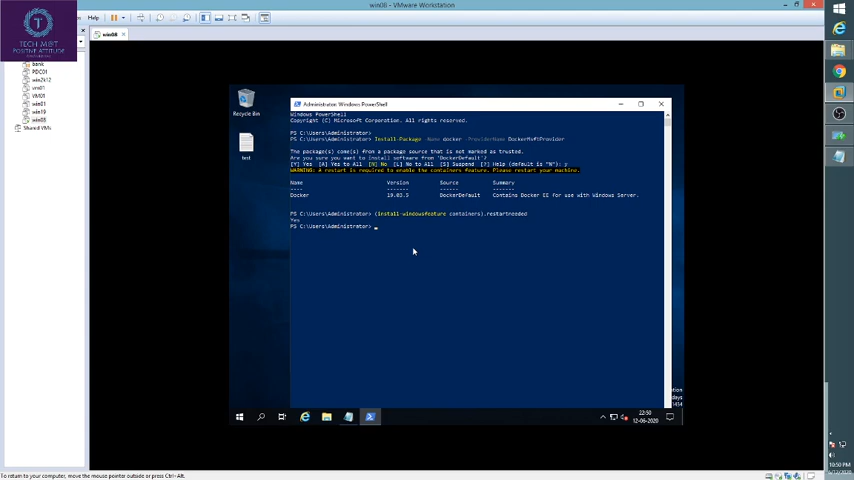 win08 - VMware Workstation
Help
TECH MBT
POSITIVE ATTITUDE
win08
bank
PDC01
win2k12
vm01
VM01
win01
win19
win08
Shared VMs
Recycle Bin
test
Administrator: Windows PowerShell
Windows PowerShell
Copyright (C) Microsoft Corporation. All rights reserved.
PS C:\Users\Administrator>
PS C:\Users\Administrator> Install-Package -Name docker -ProviderName DockerMsftProvider
The package(s) come(s) from a package source that is not marked as trusted.
Are you sure you want to install software from 'DockerDefault'?
[Y] Yes [A] Yes to All [N] No [L] No to All [S] Suspend [?] Help (default is "N"): y
WARNING: A restart is required to enable the containers feature. Please restart your machine.
Name Version Source Summary
---- ------- ------ -------
Docker 19.03.5 DockerDefault Contains Docker EE for use with Windows Server.
PS C:\Users\Administrator> (install-windowsfeature containers).restartneeded
Yes
PS C:\Users\Administrator> _
22:50
12-06-2020
To return to your computer, move the mouse pointer outside or press Ctrl+Alt.
10:50 PM